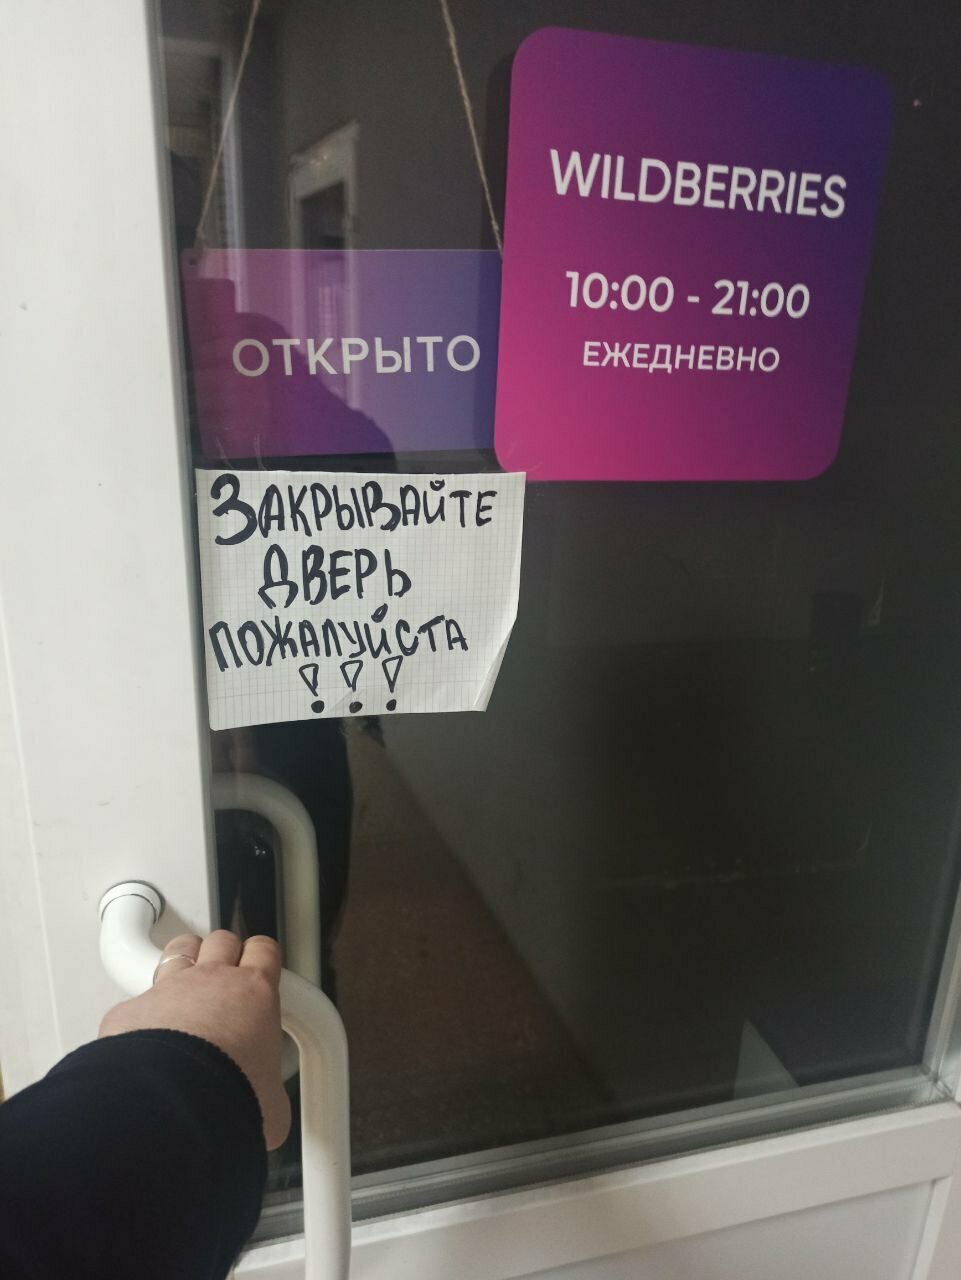 WILDBERRIES
10:00 - 21:00
ЕЖЕДНЕВНО
ОТКРЫТО
ЗАКРЫВАЙТЕ
ДВЕРЬ
ПОЖАЛУЙСТА
!!!